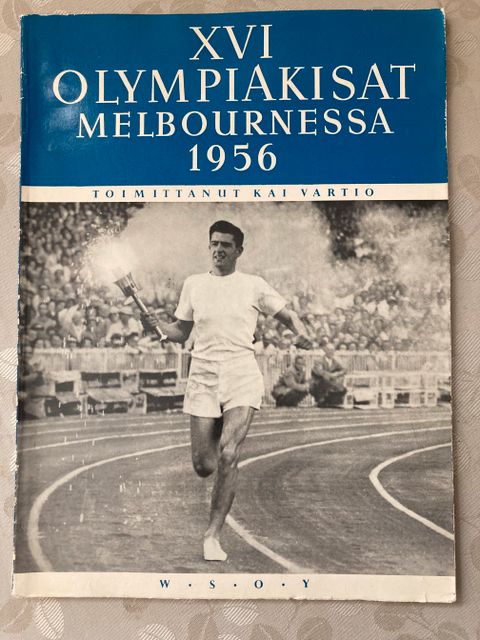 XVI
OLYMPIAKISAT
MELBOURNESSA
1956
TOIMITTANUT KAI VARTIO
W · S · O · Y